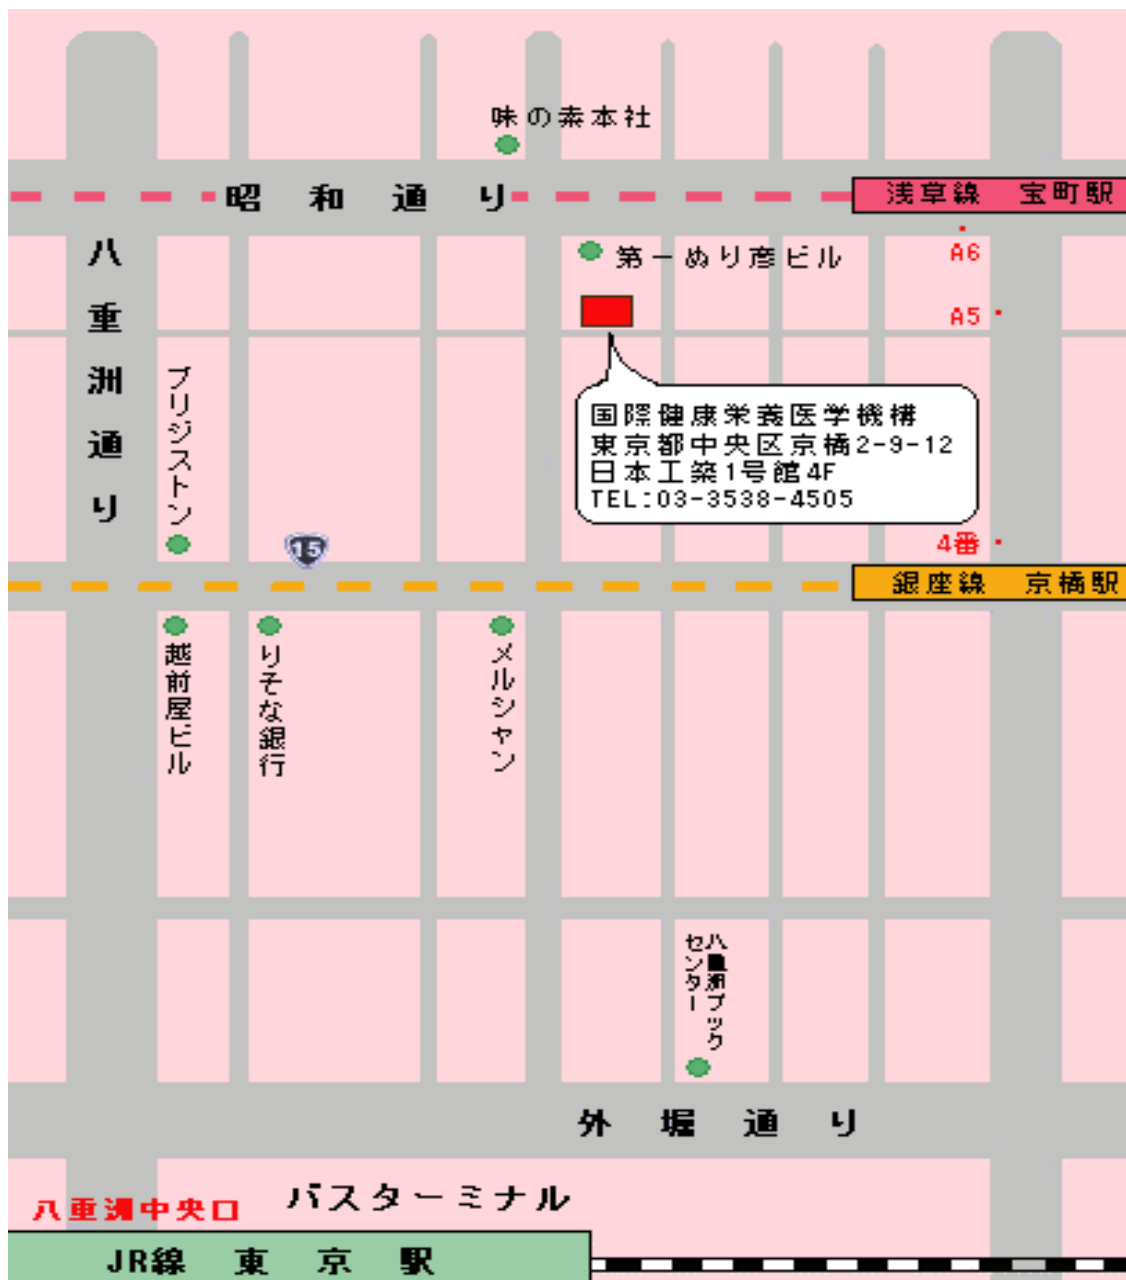 味の素本社
昭和通り
浅草線 宝町駅
八重洲通り
第一ぬり彦ビル
A6
A5
ブリジストン
国際健康栄養医学機構
東京都中央区京橋2-9-12
日本工築1号館4F
TEL:03-3538-4505
15
4番
銀座線 京橋駅
越前屋ビル
りそな銀行
メルシャン
八重洲ブック
センター
外堀通り
八重洲中央口
バスターミナル
JR線 東京駅